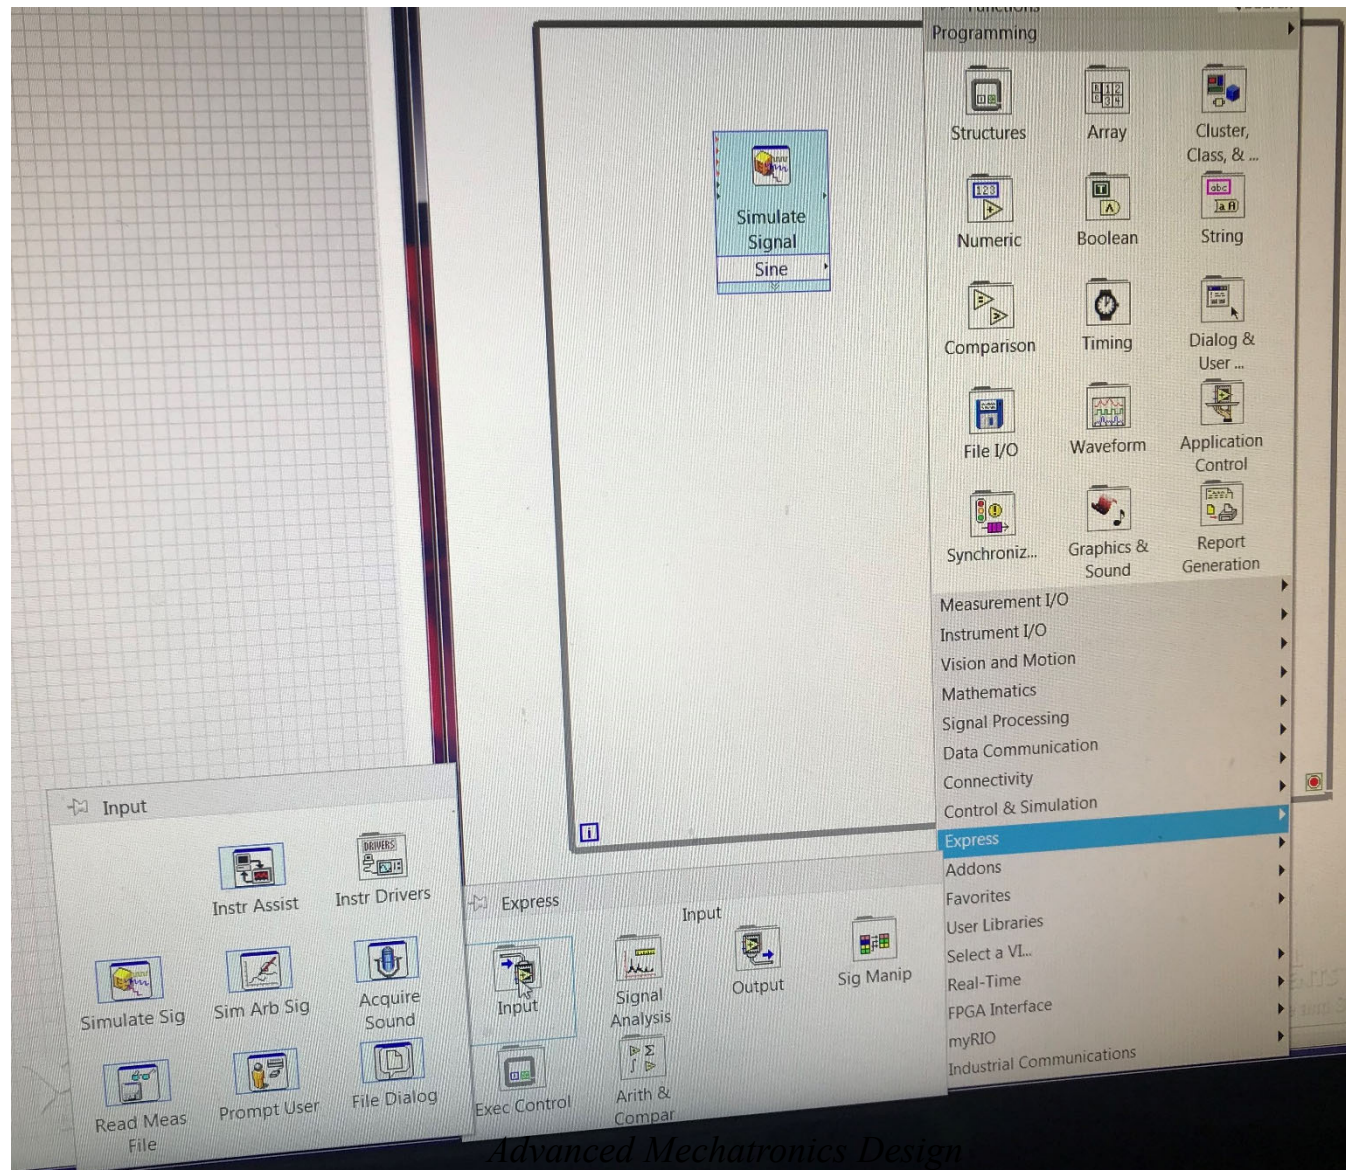 Functions
Programming
Structures
Array
Cluster,
Class, & ...
Numeric
Boolean
String
Comparison
Timing
Dialog &
User ...
File I/O
Waveform
Application
Control
Synchroniz...
Graphics &
Sound
Report
Generation
Measurement I/O
Instrument I/O
Vision and Motion
Mathematics
Signal Processing
Data Communication
Connectivity
Control & Simulation
Express
Addons
Favorites
User Libraries
Select a VI...
Real-Time
FPGA Interface
myRIO
Industrial Communications
Simulate
Signal
Sine
i
Express
Input
Input
Signal
Analysis
Output
Sig Manip
Exec Control
Arith &
Compar
Input
Instr Assist
DRIVERS
Instr Drivers
Simulate Sig
Sim Arb Sig
Acquire
Sound
Read Meas
File
Prompt User
File Dialog
Advanced Mechatronics Design